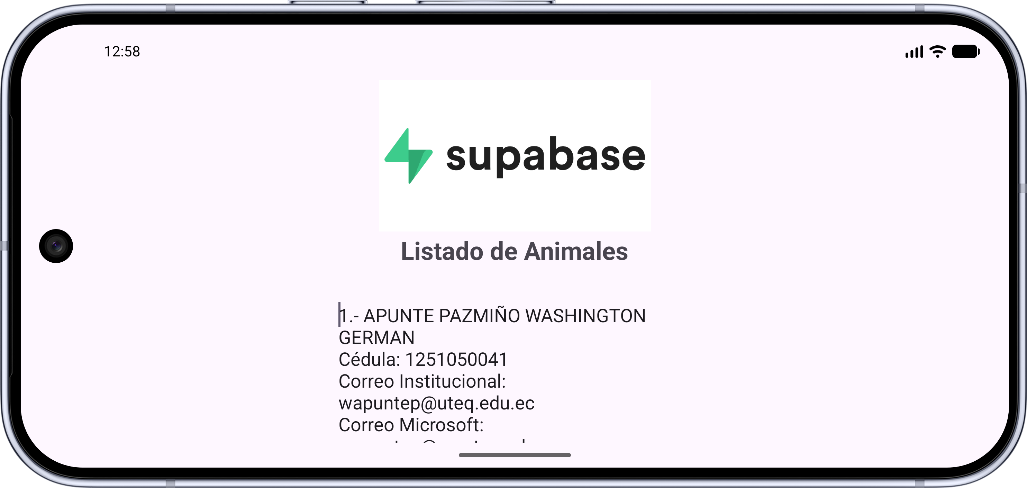 12:58
supabase
Listado de Animales
1.- APUNTE PAZMIÑO WASHINGTON
GERMAN
Cédula: 1251050041
Correo Institucional:
wapuntep@uteq.edu.ec
Correo Microsoft: